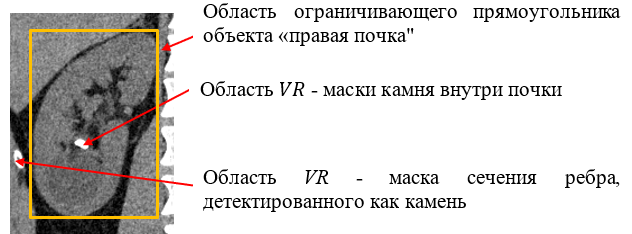 Область ограничивающего прямоугольника
объекта «правая почка"
Область VR - маски камня внутри почки
Область VR - маска сечения ребра,
детектированного как камень